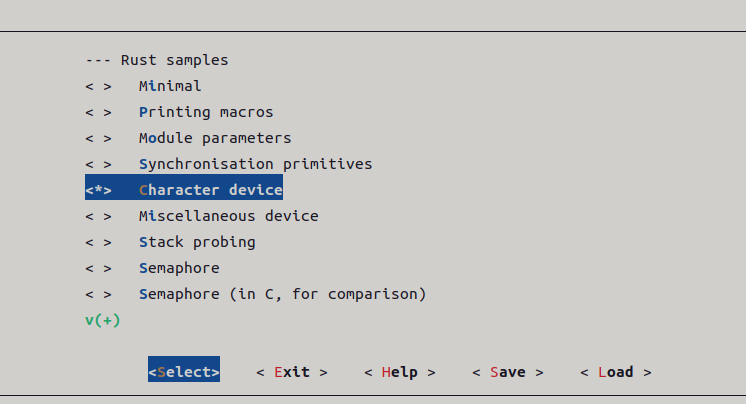 --- Rust samples
< >   Minimal
< >   Printing macros
< >   Module parameters
< >   Synchronisation primitives
<*>   Character device
< >   Miscellaneous device
< >   Stack probing
< >   Semaphore
< >   Semaphore (in C, for comparison)
v(+)
<Select>    < Exit >    < Help >    < Save >    < Load >